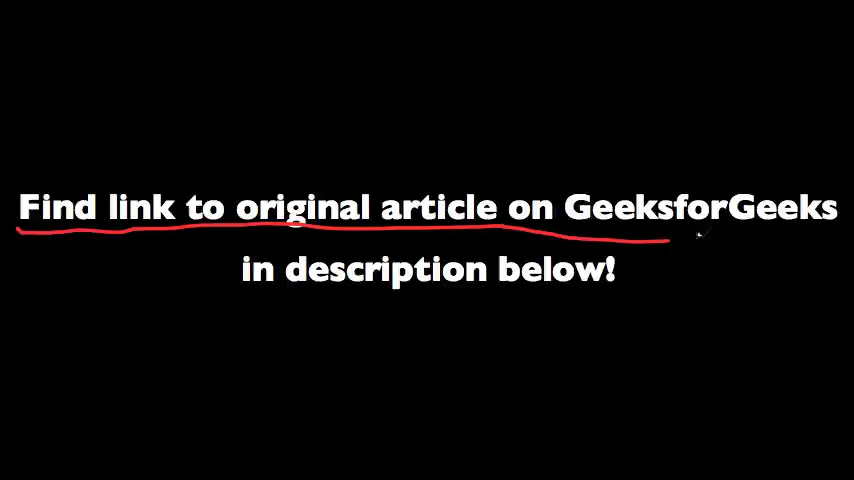 Find link to original article on GeeksforGeeks
in description below!